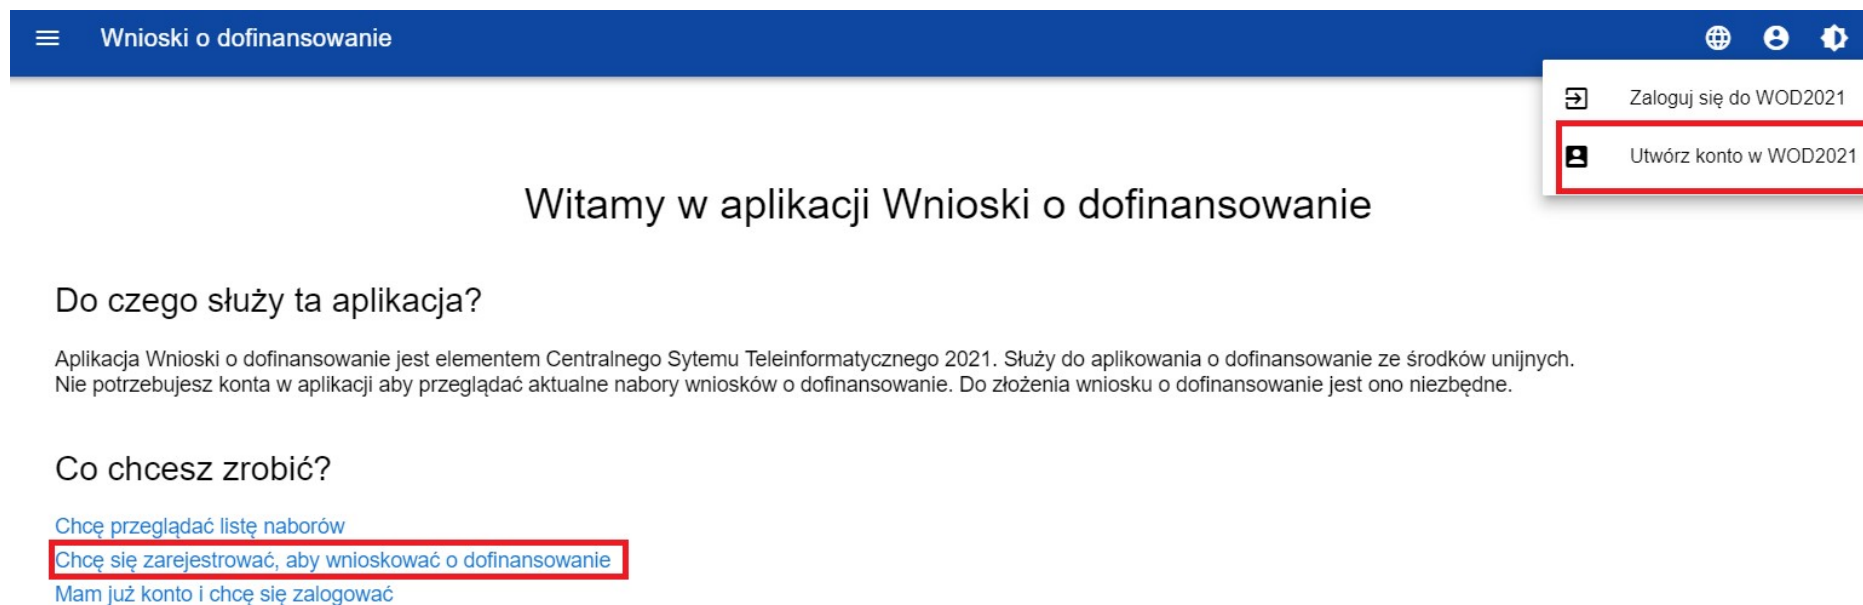 Wnioski o dofinansowanie
Zaloguj się do WOD2021
Utwórz konto w WOD2021
Witamy w aplikacji Wnioski o dofinansowanie
Do czego służy ta aplikacja?
Aplikacja Wnioski o dofinansowanie jest elementem Centralnego Sytemu Teleinformatycznego 2021. Służy do aplikowania o dofinansowanie ze środków unijnych.
Nie potrzebujesz konta w aplikacji aby przeglądać aktualne nabory wniosków o dofinansowanie. Do złożenia wniosku o dofinansowanie jest ono niezbędne.
Co chcesz zrobić?
Chcę przeglądać listę naborów
Chcę się zarejestrować, aby wnioskować o dofinansowanie
Mam już konto i chcę się zalogować